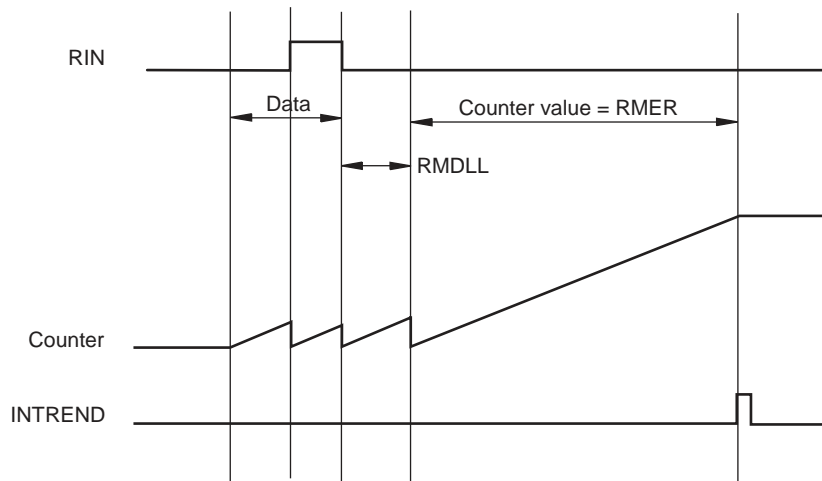 RIN
Data
Counter value = RMER
RMDLL
Counter
INTREND